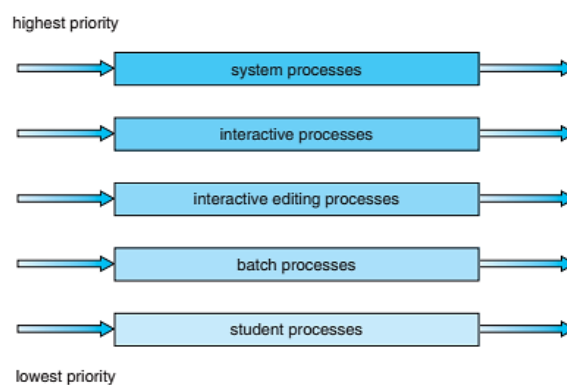 highest priority
system processes
interactive processes
interactive editing processes
batch processes
student processes
lowest priority